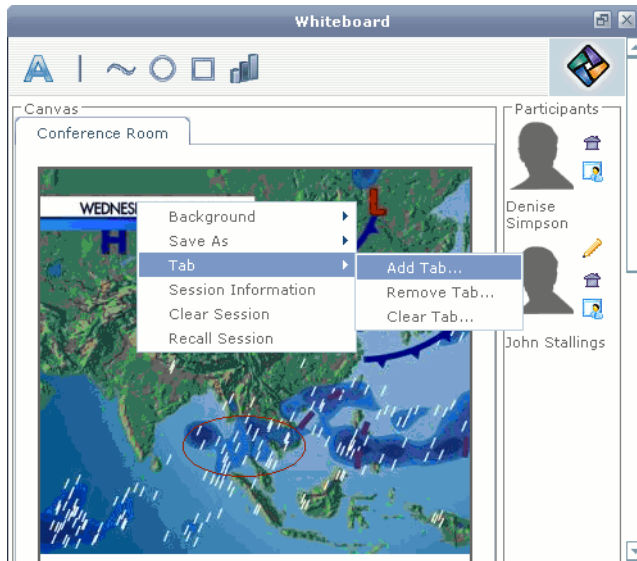 Whiteboard
A
Canvas
Participants
Conference Room
WEDNES
H
L
Background
Save As
Tab
Session Information
Clear Session
Recall Session
Add Tab...
Remove Tab...
Clear Tab...
Denise
Simpson
John Stallings